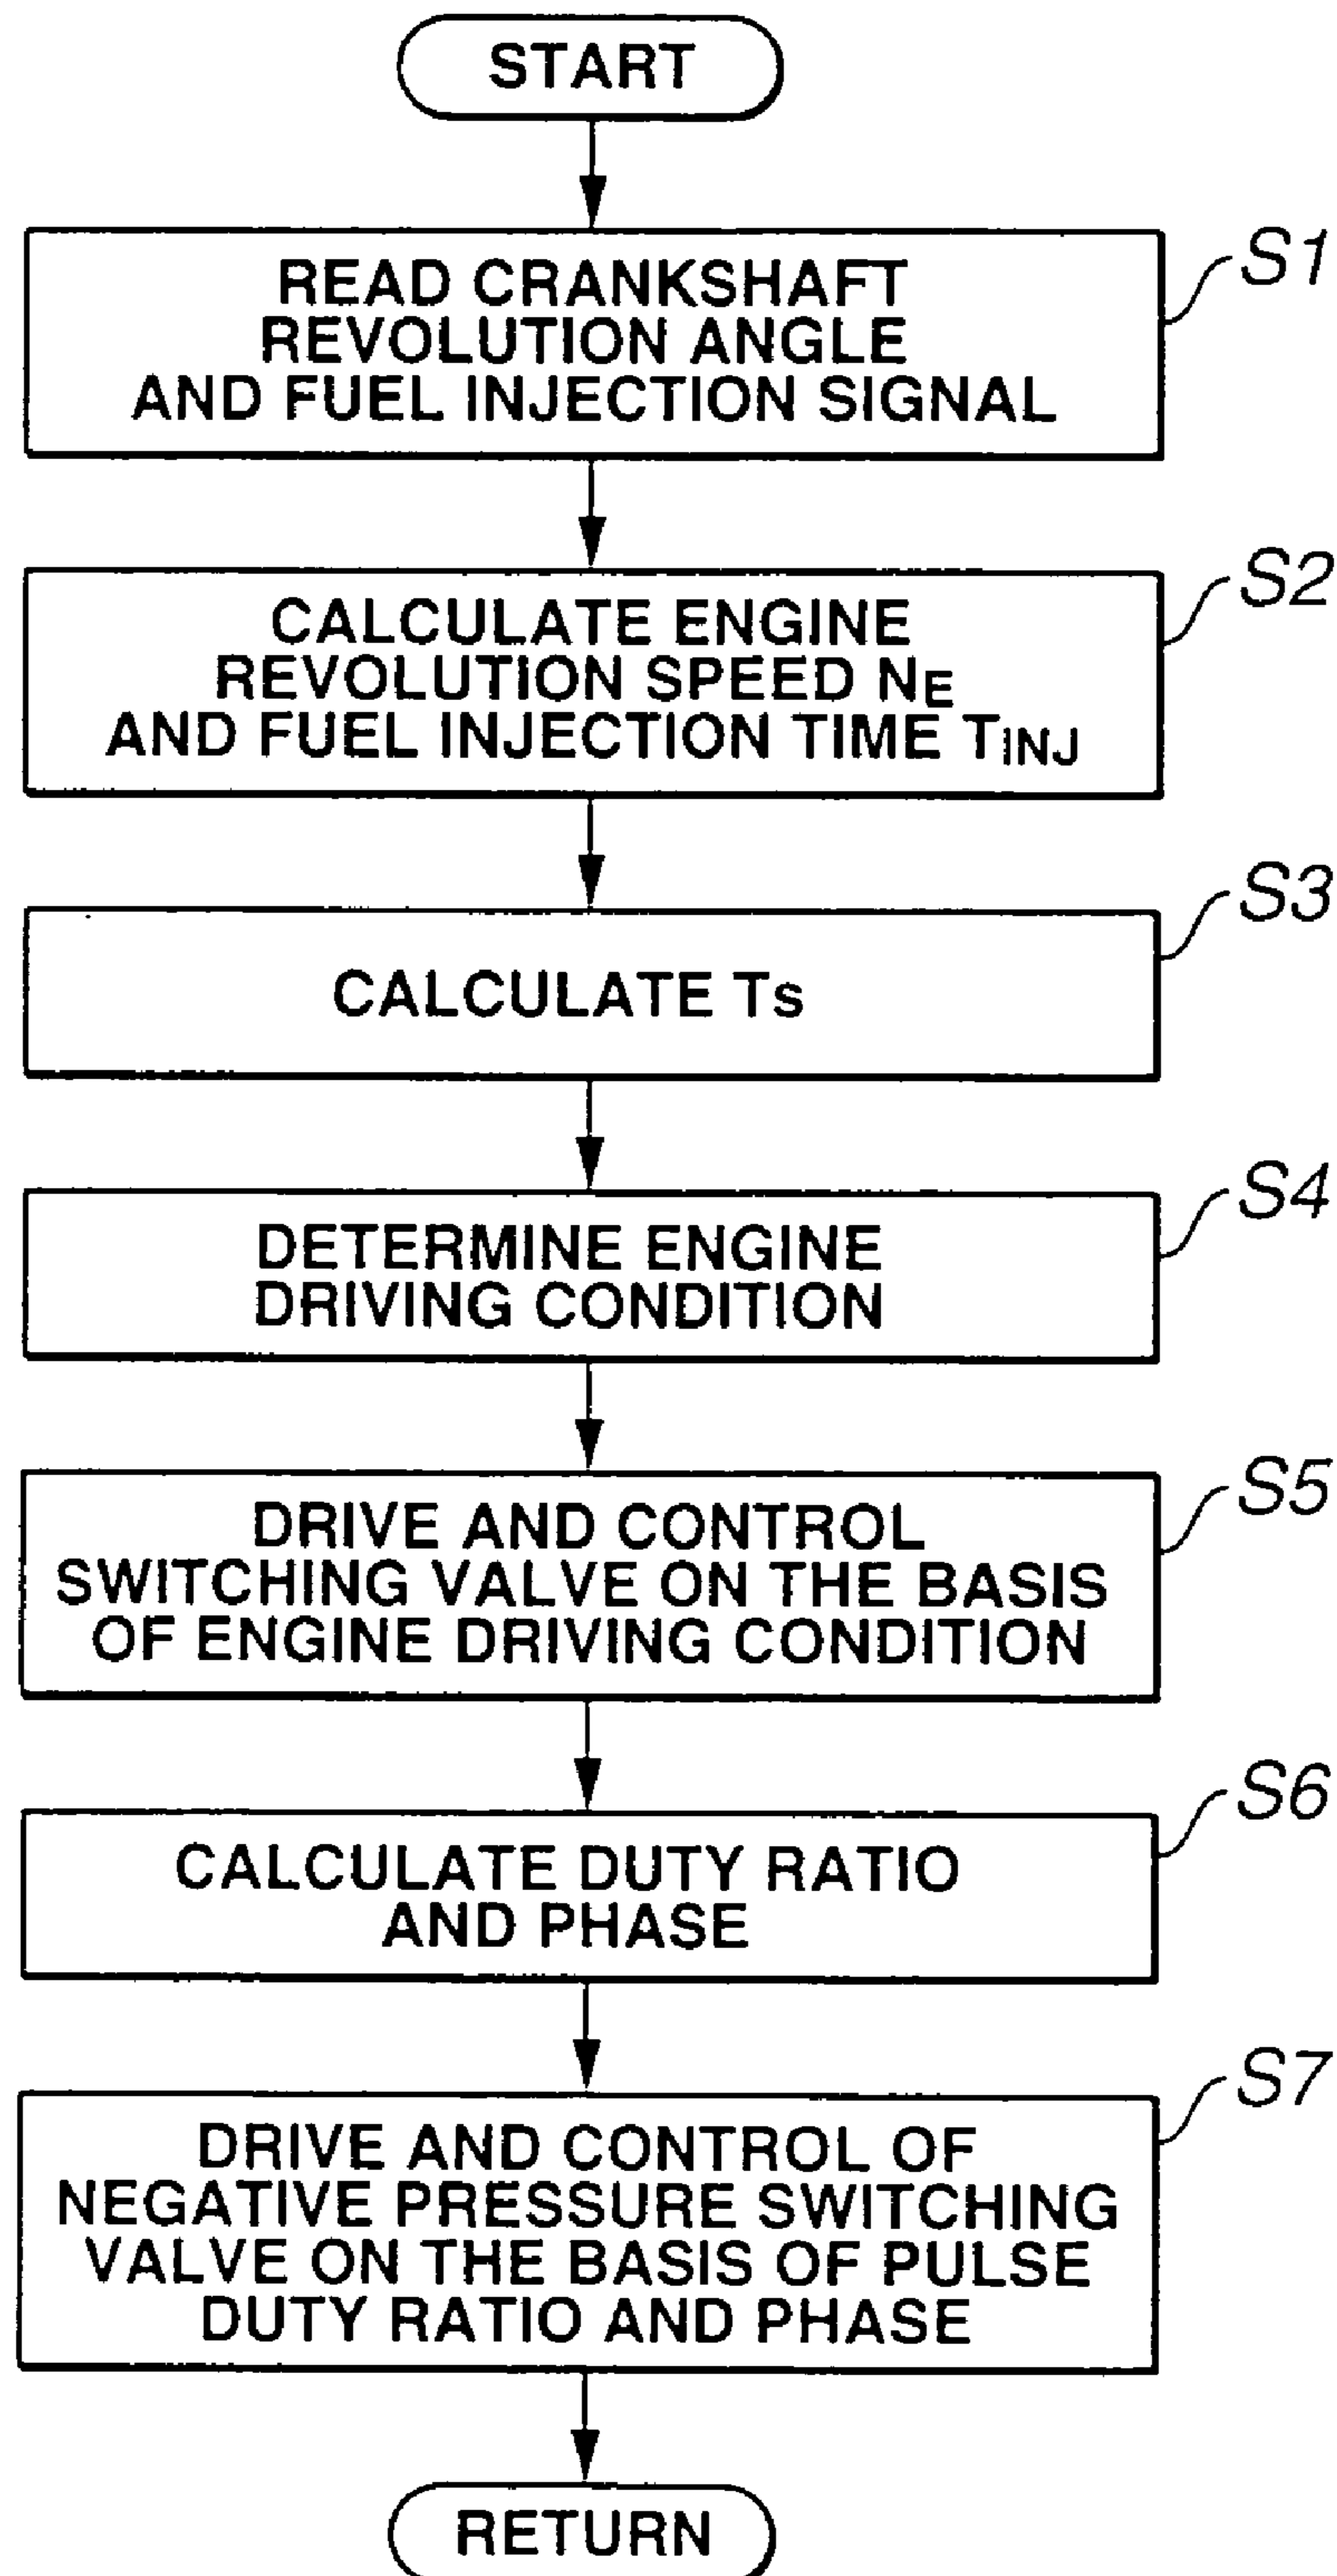 START
READ CRANKSHAFT
REVOLUTION ANGLE
AND FUEL INJECTION SIGNAL
S1
CALCULATE ENGINE
REVOLUTION SPEED NE
AND FUEL INJECTION TIME TINJ
S2
CALCULATE Ts
S3
DETERMINE ENGINE
DRIVING CONDITION
S4
DRIVE AND CONTROL
SWITCHING VALVE ON THE BASIS
OF ENGINE DRIVING CONDITION
S5
CALCULATE DUTY RATIO
AND PHASE
S6
DRIVE AND CONTROL OF
NEGATIVE PRESSURE SWITCHING
VALVE ON THE BASIS OF PULSE
DUTY RATIO AND PHASE
S7
RETURN